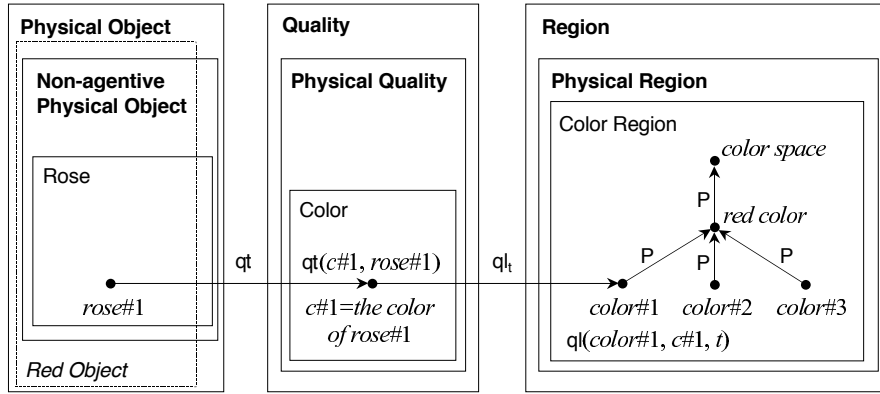 Physical Object
Non-agentive
Physical Object
Rose
rose#1
Red Object
qt
Quality
Physical Quality
Color
qt(c#1, rose#1)
c#1=the color
of rose#1
ql_t
Region
Physical Region
Color Region
color space
P
red color
P
P
P
color#1
color#2
color#3
ql(color#1, c#1, t)